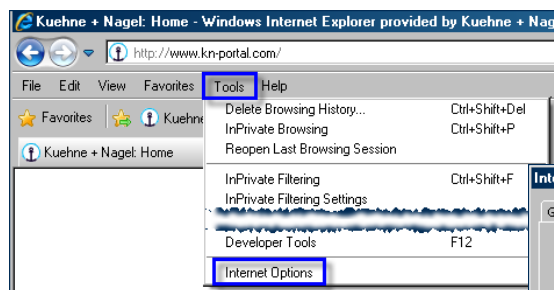 Kuehne + Nagel: Home - Windows Internet Explorer provided by Kuehne + Nag
http://www.kn-portal.com/
File Edit View Favorites Tools Help
Favorites Kuehne
Kuehne + Nagel: Home
Delete Browsing History... Ctrl+Shift+Del
InPrivate Browsing Ctrl+Shift+P
Reopen Last Browsing Session
InPrivate Filtering Ctrl+Shift+F
InPrivate Filtering Settings
Inte
G
Developer Tools F12
Internet Options